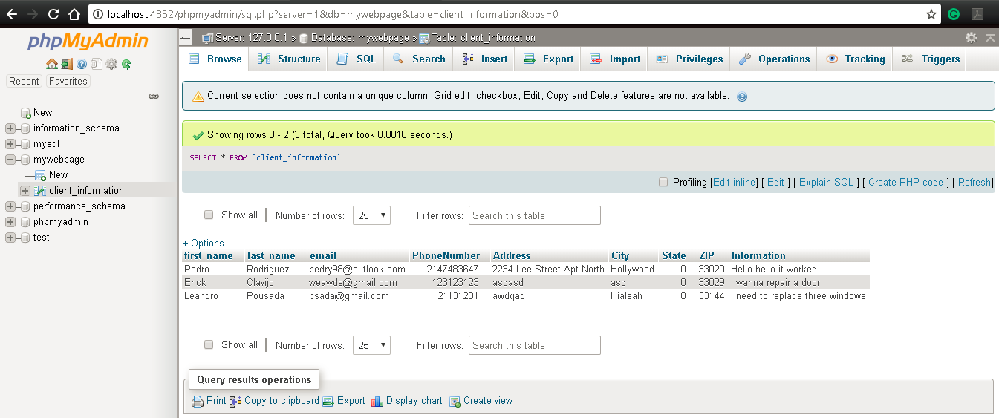 localhost:4352/phpmyadmin/sql.php?server=1&db=mywebpage&table=client_information&pos=0
phpMyAdmin
Recent Favorites
New
information_schema
mysql
mywebpage
New
client_information
performance_schema
phpmyadmin
test
Server: 127.0.0.1 » Database: mywebpage » Table: client_information
Browse Structure SQL Search Insert Export Import Privileges Operations Tracking Triggers
Current selection does not contain a unique column. Grid edit, checkbox, Edit, Copy and Delete features are not available.
Showing rows 0 - 2 (3 total, Query took 0.0018 seconds.)
SELECT * FROM `client_information`
Profiling [Edit inline] [ Edit ] [ Explain SQL ] [ Create PHP code ] [ Refresh]
Show all | Number of rows: 25 Filter rows: Search this table
+ Options
first_name last_name email PhoneNumber Address City State ZIP Information
Pedro Rodriguez pedry98@outlook.com 2147483647 2234 Lee Street Apt North Hollywood 0 33020 Hello hello it worked
Erick Clavijo weawds@gmail.com 123123123 asdasd asd 0 33029 I wanna repair a door
Leandro Pousada psada@gmail.com 21131231 awdqad Hialeah 0 33144 I need to replace three windows
Show all | Number of rows: 25 Filter rows: Search this table
Query results operations
Print Copy to clipboard Export Display chart Create view